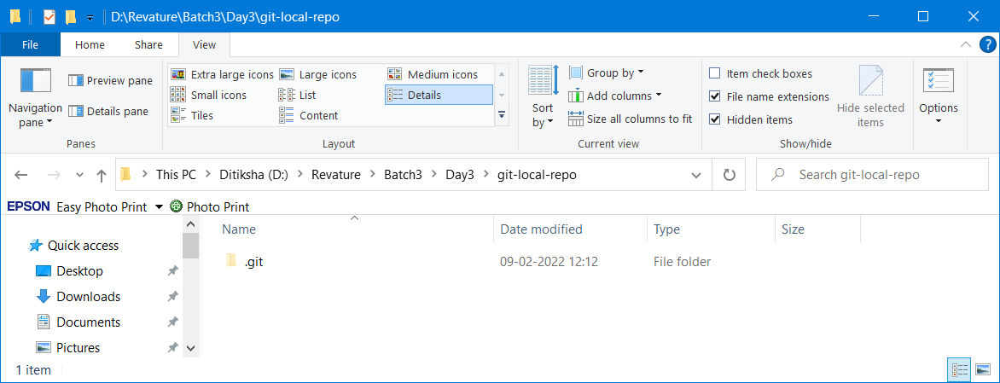 D:\Revature\Batch3\Day3\git-local-repo
File Home Share View
Extra large icons Large icons Medium icons
Preview pane
Small icons List Details
Navigation pane
Details pane
Tiles Content
Panes
Layout
Sort by
Group by
Add columns
Size all columns to fit
Current view
Item check boxes
File name extensions
Hidden items
Hide selected items
Show/hide
Options
This PC > Ditiksha (D:) > Revature > Batch3 > Day3 > git-local-repo
Search git-local-repo
EPSON Easy Photo Print Photo Print
Name Date modified Type Size
Quick access
Desktop
Downloads
Documents
Pictures
.git 09-02-2022 12:12 File folder
1 item